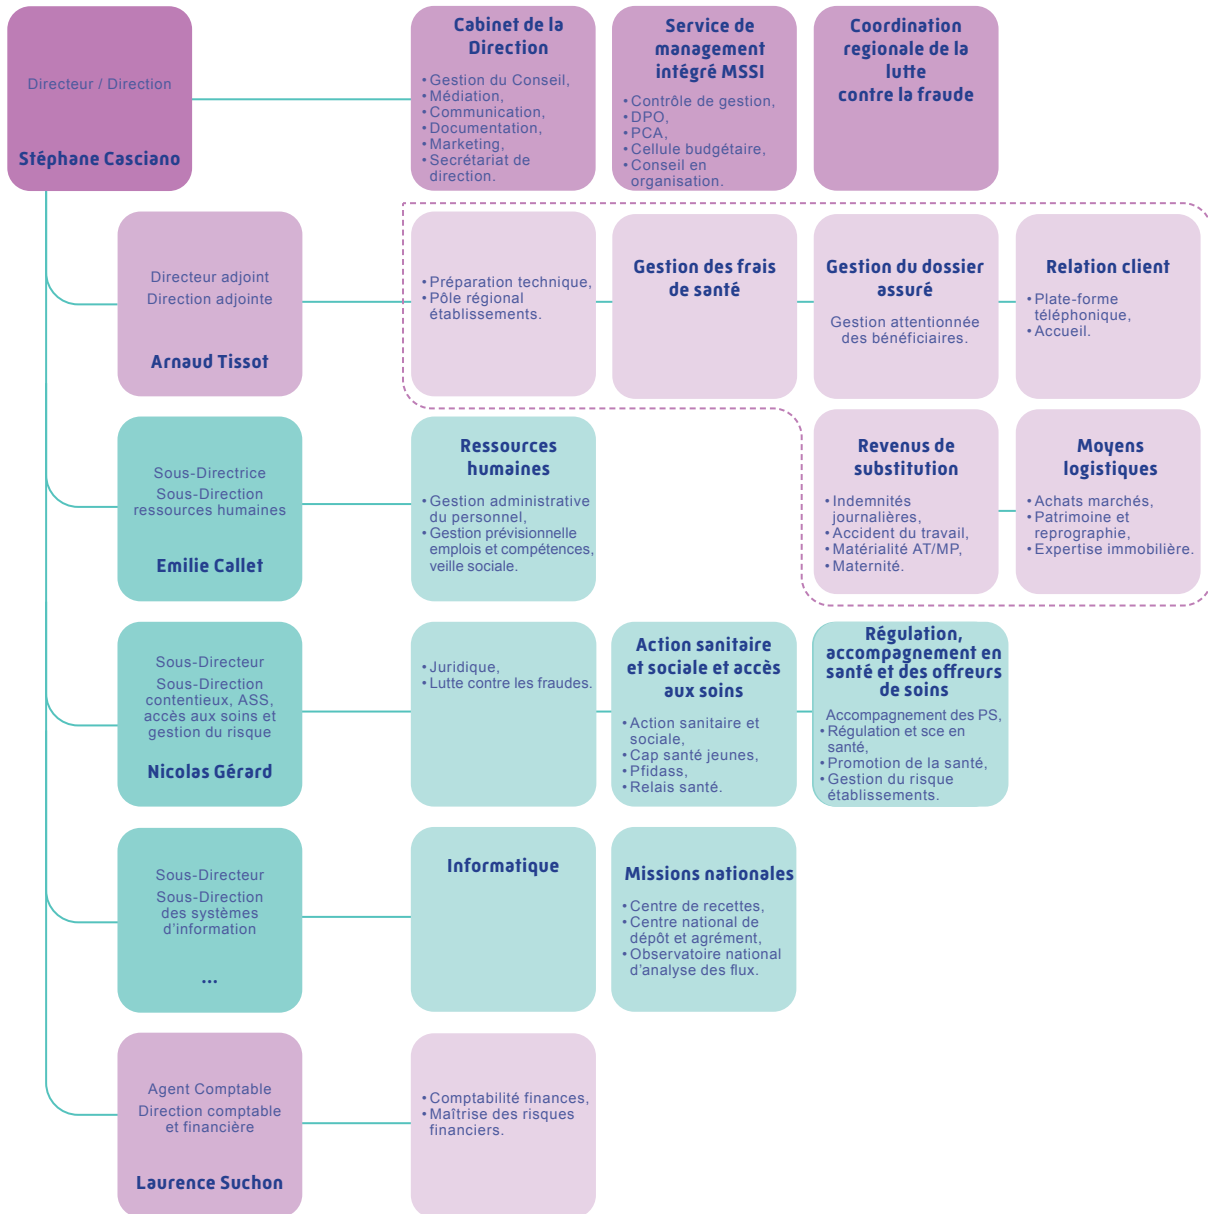 Directeur / Direction
Stéphane Casciano
Cabinet de la
Direction
• Gestion du Conseil,
• Médiation,
• Communication,
• Documentation,
• Marketing,
• Secrétariat de
direction.
Service de
management
intégré MSSI
• Contrôle de gestion,
• DPO,
• PCA,
• Cellule budgétaire,
• Conseil en
organisation.
Coordination
regionale de la
lutte
contre la fraude
Directeur adjoint
Direction adjointe
Arnaud Tissot
• Préparation technique,
• Pôle régional
établissements.
Gestion des frais
de santé
Gestion du dossier
assuré
Gestion attentionnée
des bénéficiaires.
Relation client
• Plate-forme
téléphonique,
• Accueil.
Revenus de
substitution
• Indemnités
journalières,
• Accident du travail,
• Matérialité AT/MP,
• Maternité.
Moyens
logistiques
• Achats marchés,
• Patrimoine et
reprographie,
• Expertise immobilière.
Sous-Directrice
Sous-Direction
ressources humaines
Emilie Callet
Ressources
humaines
• Gestion administrative
du personnel,
• Gestion prévisionnelle
emplois et compétences,
veille sociale.
Sous-Directeur
Sous-Direction
contentieux, ASS,
accès aux soins et
gestion du risque
Nicolas Gérard
• Juridique,
• Lutte contre les fraudes.
Action sanitaire
et sociale et accès
aux soins
• Action sanitaire et
sociale,
• Cap santé jeunes,
• Pfidass,
• Relais santé.
Régulation,
accompagnement en
santé et des offreurs
de soins
Accompagnement des PS,
• Régulation et sce en
santé,
• Promotion de la santé,
• Gestion du risque
établissements.
Sous-Directeur
Sous-Direction
des systèmes
d'information
...
Informatique
Missions nationales
• Centre de recettes,
• Centre national de
dépôt et agrément,
• Observatoire national
d'analyse des flux.
Agent Comptable
Direction comptable
et financière
Laurence Suchon
• Comptabilité finances,
• Maîtrise des risques
financiers.